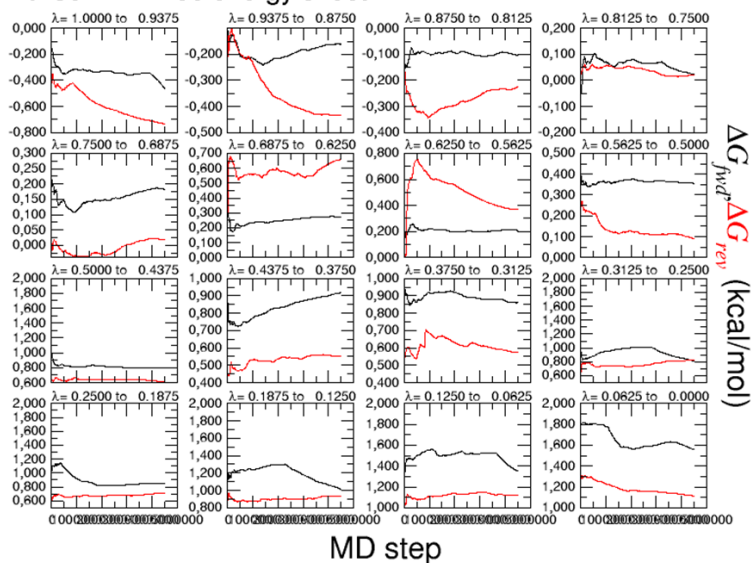 λ= 1.0000 to 0.9375 λ= 0.9375 to 0.8750 λ= 0.8750 to 0.8125 λ= 0.8125 to 0.7500
0,000 -0,200 -0,400 -0,600 -0,800
-0,200 -0,300 -0,400 -0,500
0,000 -0,100 -0,200 -0,300 -0,400
0,200 0,100 0,000 -0,100 -0,200
λ= 0.7500 to 0.6875 λ= 0.6875 to 0.6250 λ= 0.6250 to 0.5625 λ= 0.5625 to 0.5000
0,300 0,250 0,200 0,150 0,100 0,050 0,000
0,700 0,600 0,500 0,400 0,300 0,200 0,100 0,000
0,800 0,600 0,400 0,200 0,000
0,500 0,400 0,300 0,200 0,100 0,000
λ= 0.5000 to 0.4375 λ= 0.4375 to 0.3750 λ= 0.3750 to 0.3125 λ= 0.3125 to 0.2500
2,000 1,800 1,600 1,400 1,200 1,000 0,800 0,600
1,000 0,900 0,800 0,700 0,600 0,500 0,400
1,000 0,900 0,800 0,700 0,600 0,500 0,400
2,000 1,800 1,600 1,400 1,200 1,000 0,800 0,600
λ= 0.2500 to 0.1875 λ= 0.1875 to 0.1250 λ= 0.1250 to 0.0625 λ= 0.0625 to 0.0000
2,000 1,800 1,600 1,400 1,200 1,000 0,800 0,600
2,000 1,800 1,600 1,400 1,200 1,000 0,800
2,000 1,800 1,600 1,400 1,200 1,000
2,000 1,800 1,600 1,400 1,200 1,000
MD step
ΔGfwd,ΔGrev (kcal/mol)